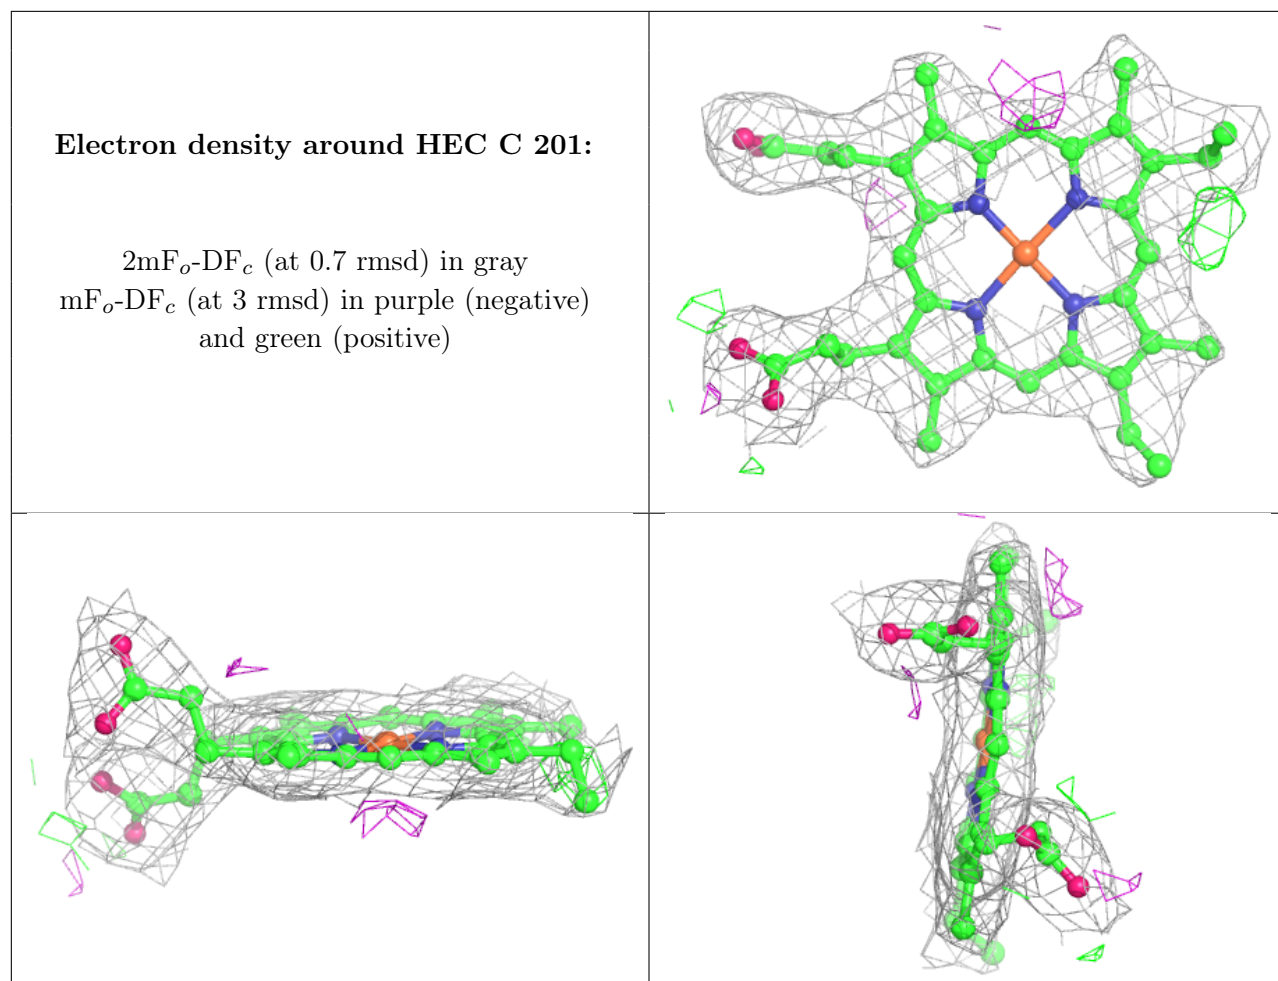 Electron density around HEC C 201:
2mFo-DFc (at 0.7 rmsd) in gray
mFo-DFc (at 3 rmsd) in purple (negative)
and green (positive)